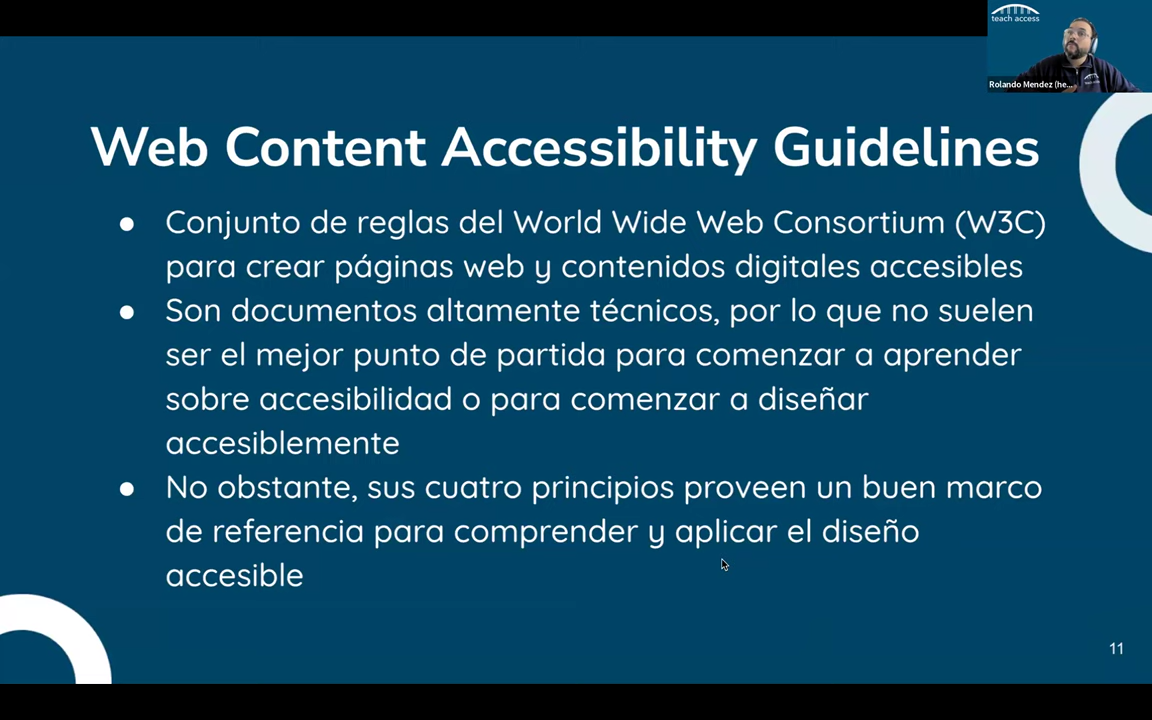 teach access
Rolando Mendez (he...
Web Content Accessibility Guidelines
● Conjunto de reglas del World Wide Web Consortium (W3C)
para crear páginas web y contenidos digitales accesibles
● Son documentos altamente técnicos, por lo que no suelen
ser el mejor punto de partida para comenzar a aprender
sobre accesibilidad o para comenzar a diseñar
accesiblemente
● No obstante, sus cuatro principios proveen un buen marco
de referencia para comprender y aplicar el diseño
accesible
11